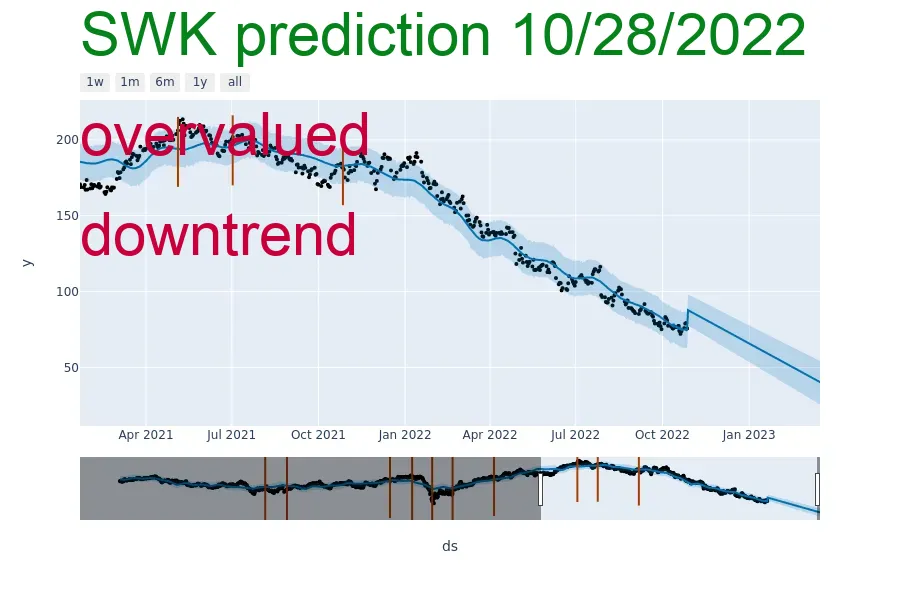 SWK prediction 10/28/2022
1w 1m 6m 1y all
overvalued
downtrend
200
150
100
50
y
Apr 2021 Jul 2021 Oct 2021 Jan 2022 Apr 2022 Jul 2022 Oct 2022 Jan 2023
ds